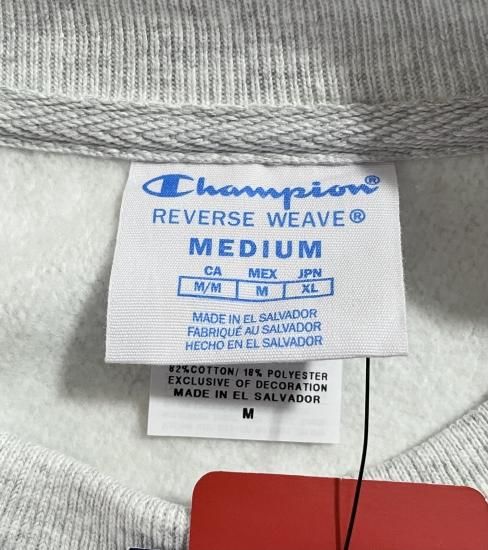 Champion®
REVERSE WEAVE®
MEDIUM
CA MEX JPN
M/M M XL
MADE IN EL SALVADOR
FABRIQUÉ AU SALVADOR
HECHO EN EL SALVADOR
82%COTTON/ 18% POLYESTER
EXCLUSIVE OF DECORATION
MADE IN EL SALVADOR
M